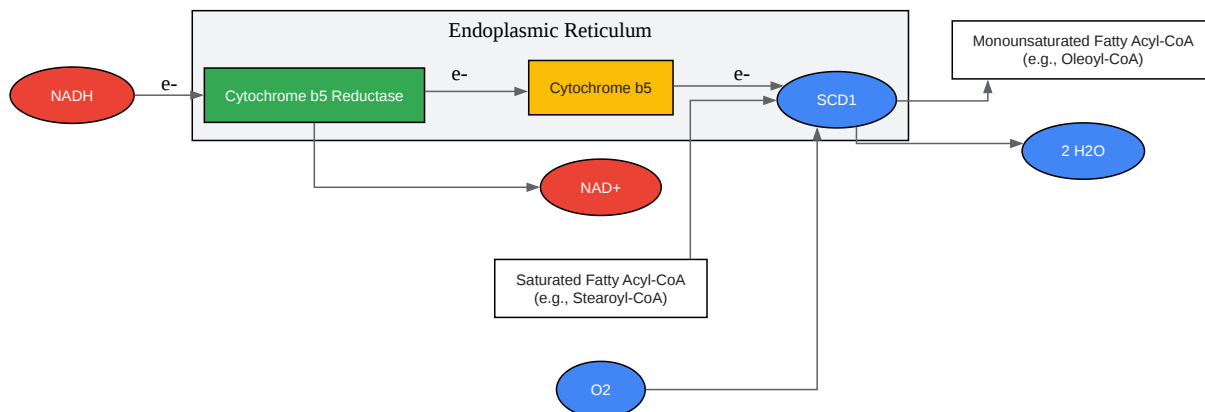 Endoplasmic Reticulum
NADH
e-
Cytochrome b5 Reductase
e-
Cytochrome b5
e-
SCD1
Monounsaturated Fatty Acyl-CoA
(e.g., Oleoyl-CoA)
2 H2O
NAD+
Saturated Fatty Acyl-CoA
(e.g., Stearoyl-CoA)
O2